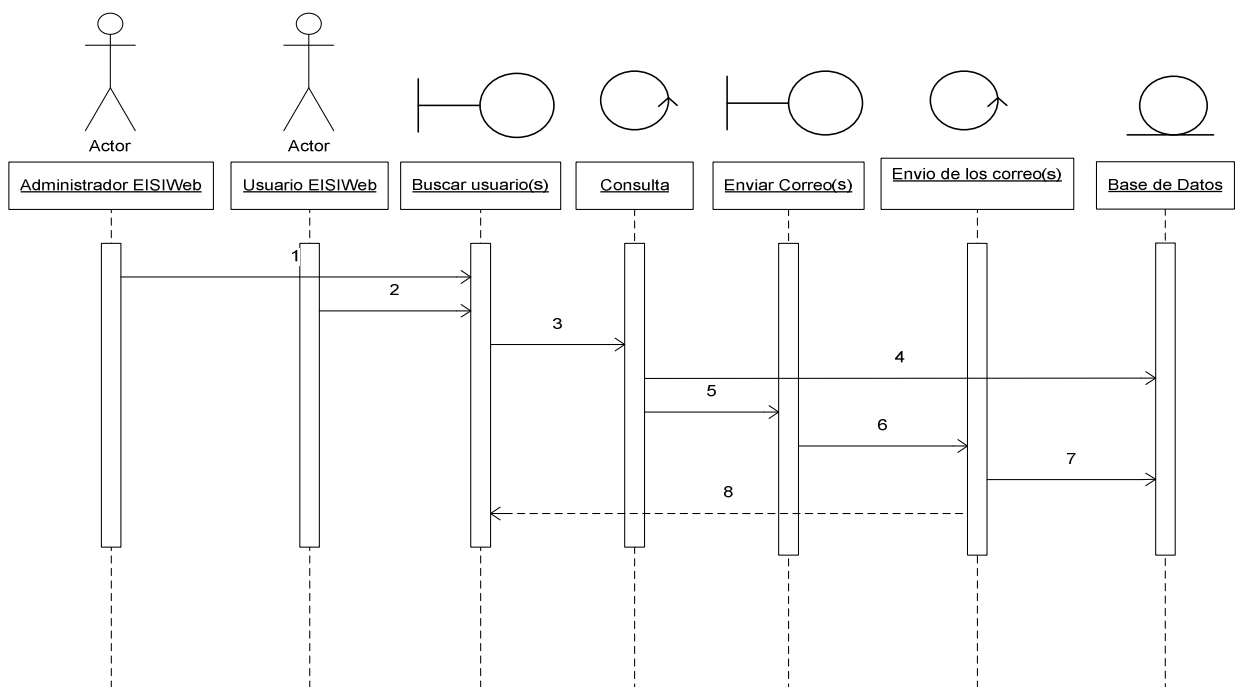 Actor
Actor
Administrador EISIWeb
Usuario EISIWeb
Buscar usuario(s)
Consulta
Enviar Correo(s)
Envio de los correo(s)
Base de Datos
1
2
3
4
5
6
7
8